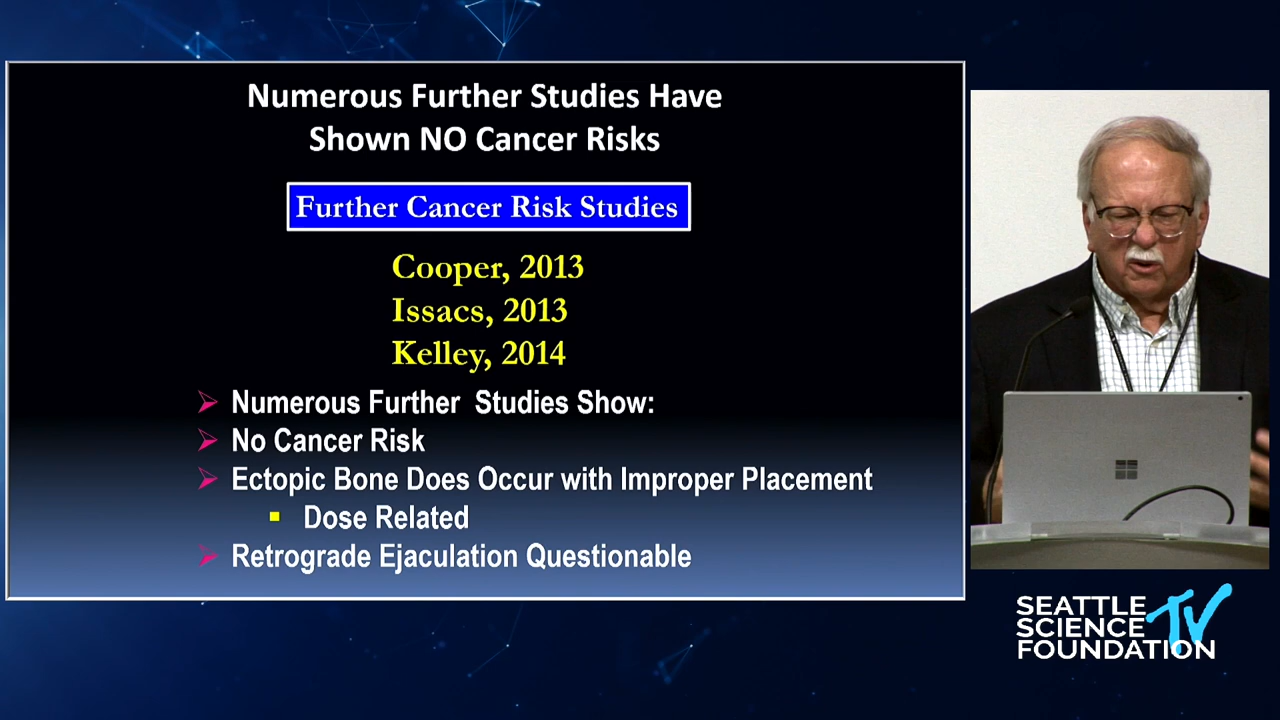 Numerous Further Studies Have
Shown NO Cancer Risks
Further Cancer Risk Studies
Cooper, 2013
Issacs, 2013
Kelley, 2014
Numerous Further Studies Show:
No Cancer Risk
Ectopic Bone Does Occur with Improper Placement
Dose Related
Retrograde Ejaculation Questionable
SEATTLE
SCIENCE TV
FOUNDATION